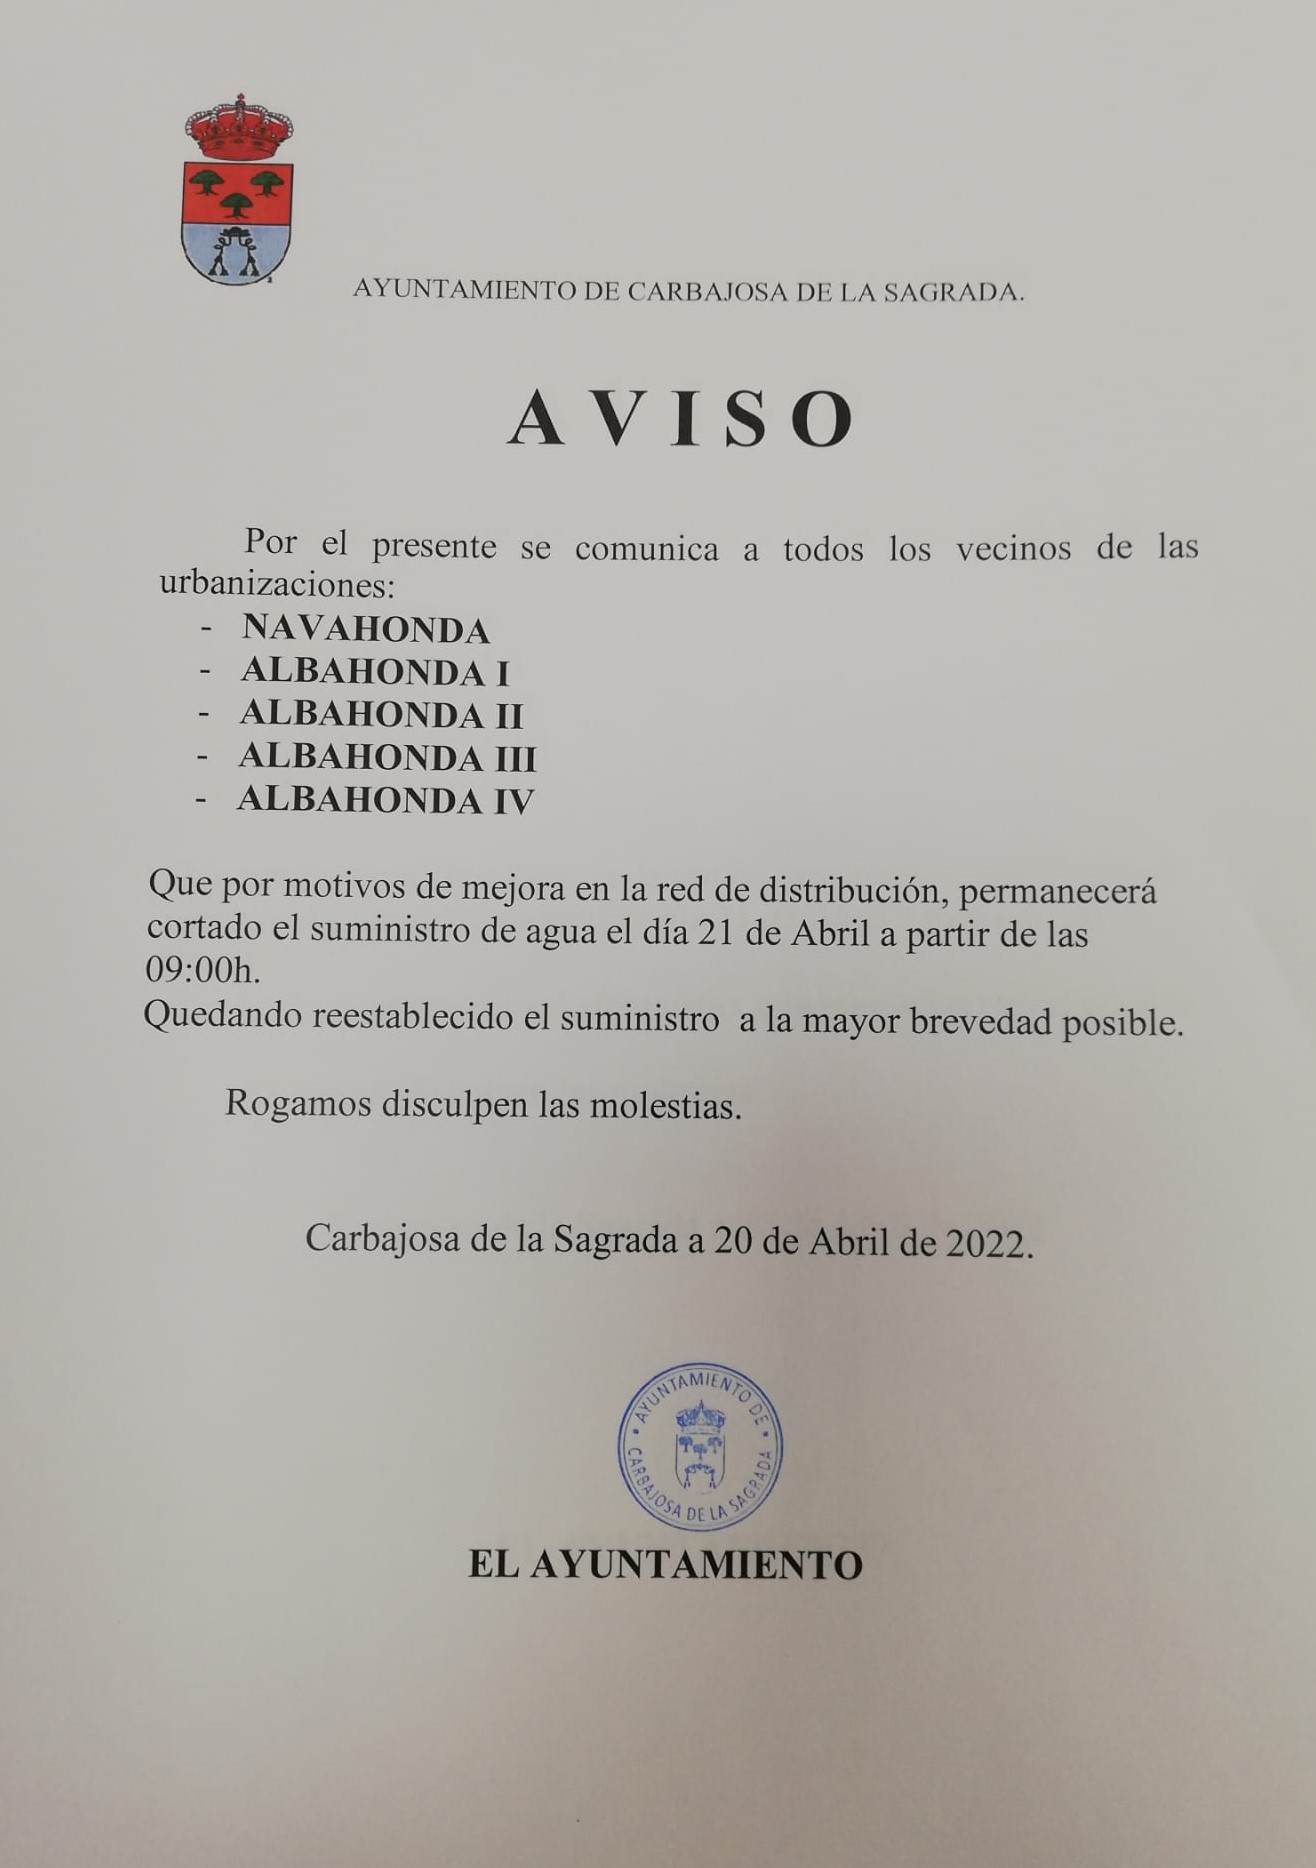 AYUNTAMIENTO DE CARBAJOSA DE LA SAGRADA.
AVISO
Por el presente se comunica a todos los vecinos de las
urbanizaciones:
- NAVAHONDA
- ALBAHONDA I
- ALBAHONDA II
- ALBAHONDA III
- ALBAHONDA IV
Que por motivos de mejora en la red de distribución, permanecerá
cortado el suministro de agua el día 21 de Abril a partir de las
09:00h.
Quedando reestablecido el suministro a la mayor brevedad posible.
Rogamos disculpen las molestias.
Carbajosa de la Sagrada a 20 de Abril de 2022.
AYUNTAMIENTO DE
CARBAJOSA DE LA SAGRADA
EL AYUNTAMIENTO